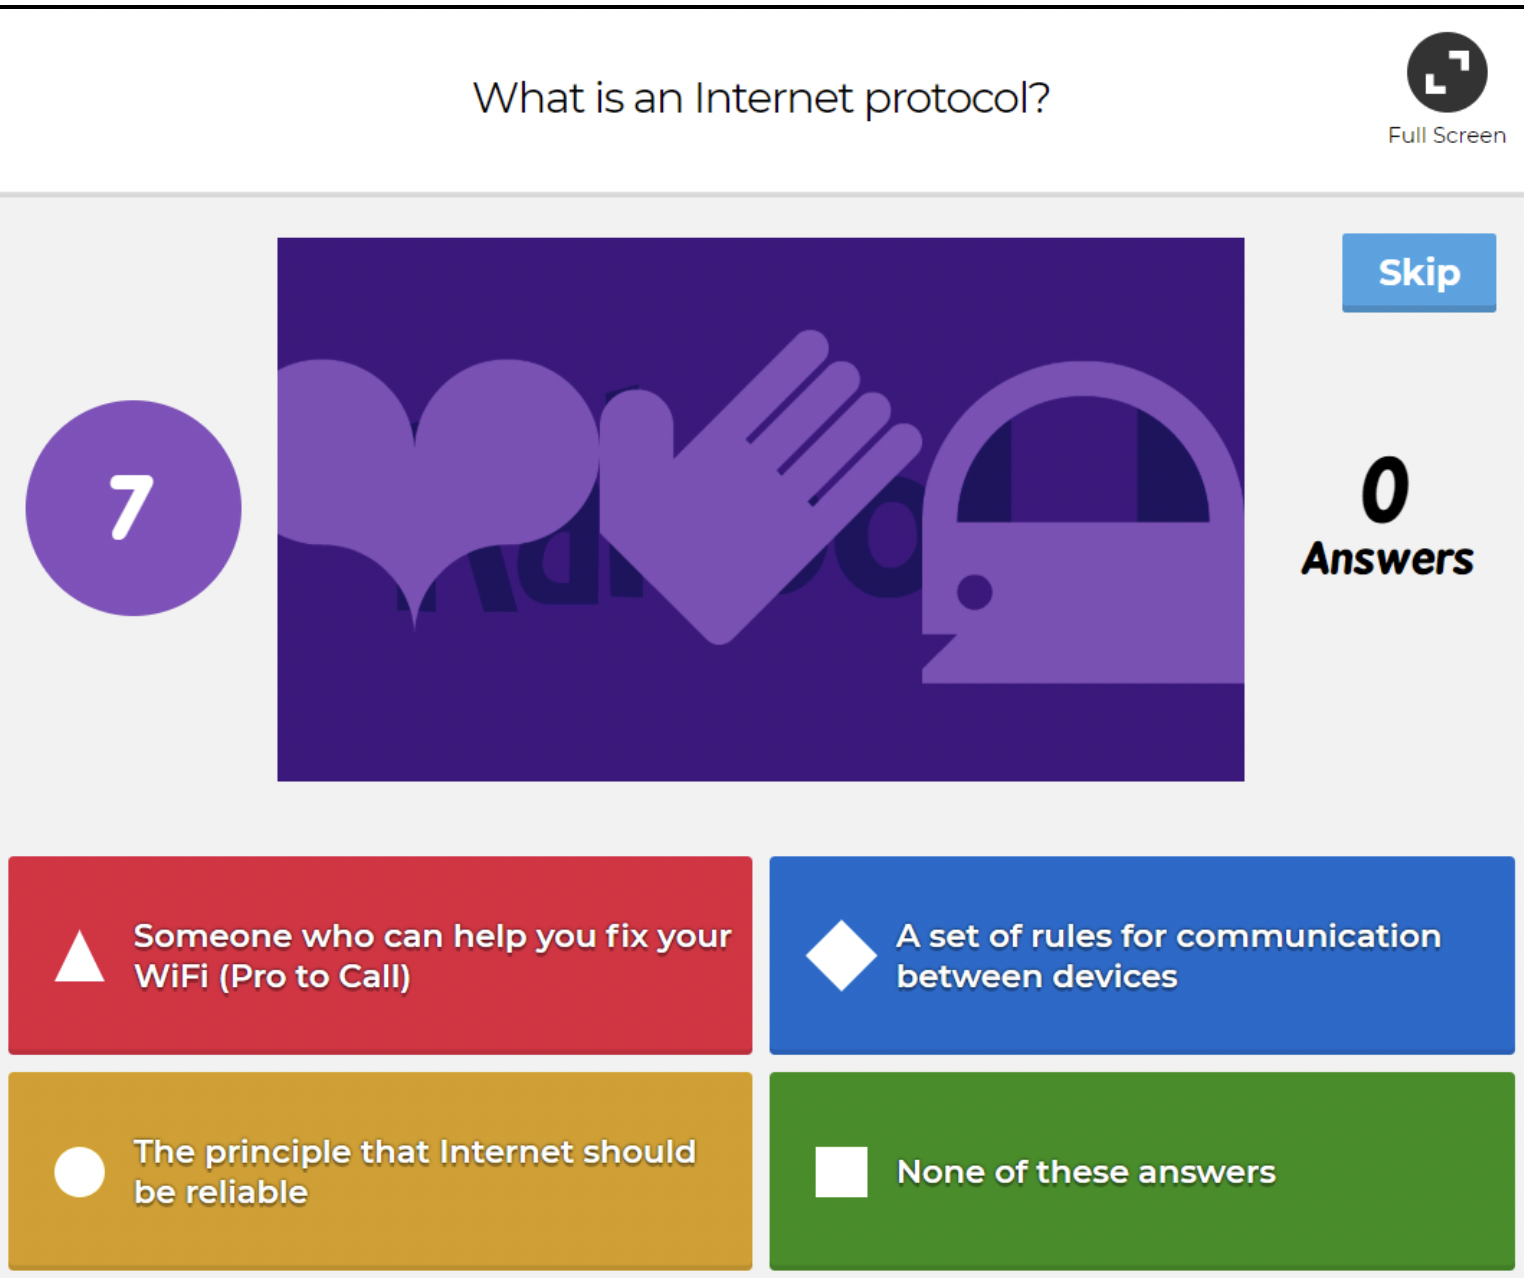 What is an Internet protocol?
Full Screen
Skip
7
0
Answers
Someone who can help you fix your
WiFi (Pro to Call)
A set of rules for communication
between devices
The principle that Internet should
be reliable
None of these answers